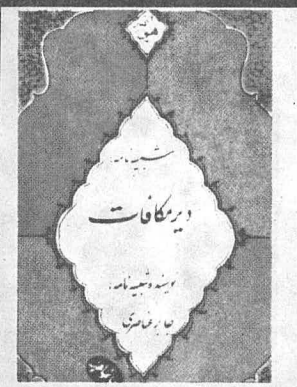 شبیه نامه
دیر مکافات
نویسنده شبیه نامه:
جابر عناصری